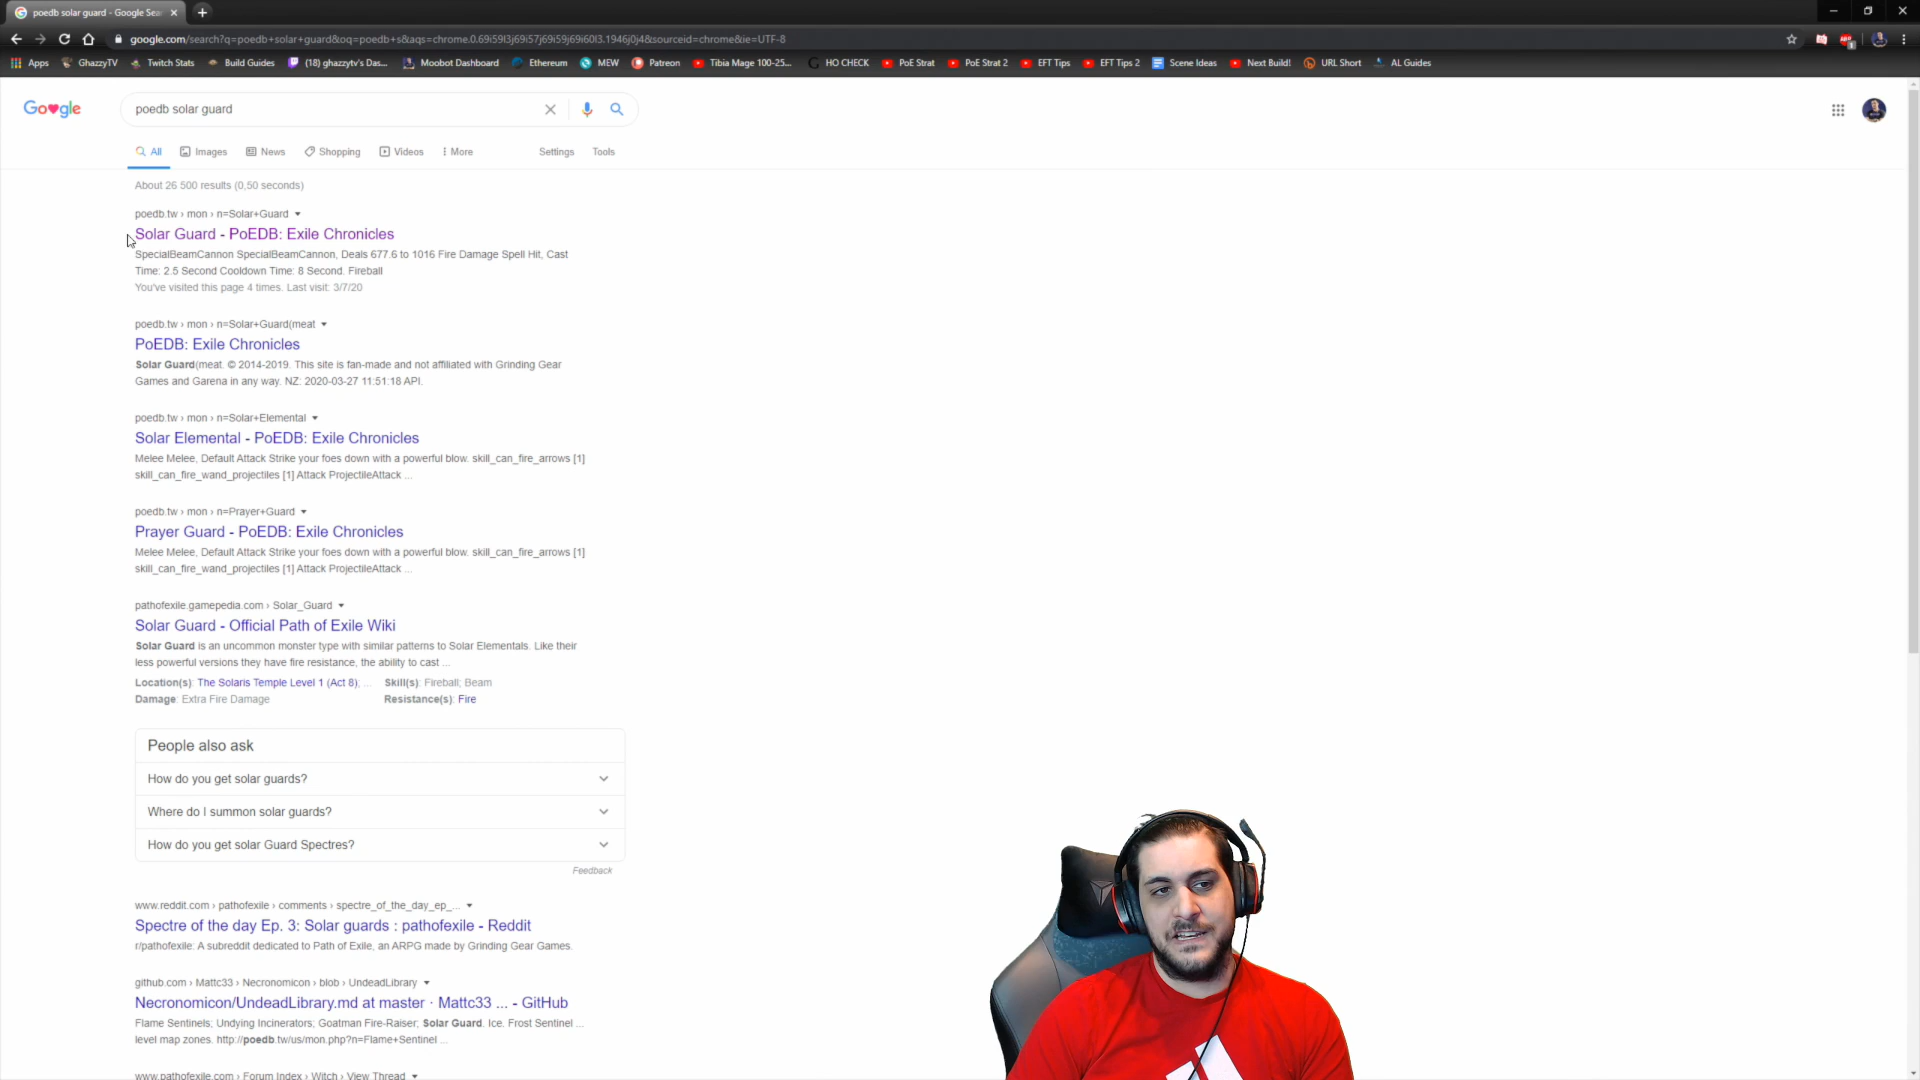 poedb solar guard - Google Sea
google.com/search?q=poedb+solar+guard&oq=poedb+s&aqs=chrome.0.69i59l3j69i57j69i59j69i60l3.1946j0j4&sourceid=chrome&ie=UTF-8
Apps GhazzyTV Twitch Stats Build Guides (18) ghazzytv's Das... Moobot Dashboard Ethereum MEW Patreon Tibia Mage 100-25... HO CHECK PoE Strat PoE Strat 2 EFT Tips EFT Tips 2 Scene Ideas Next Build! URL Short AL Guides
poedb solar guard
All Images News Shopping Videos More Settings Tools
About 26 500 results (0,50 seconds)
poedb.tw › mon › n=Solar+Guard
Solar Guard - PoEDB: Exile Chronicles
SpecialBeamCannon SpecialBeamCannon, Deals 677.6 to 1016 Fire Damage Spell Hit, Cast
Time: 2.5 Second Cooldown Time: 8 Second. Fireball
You've visited this page 4 times. Last visit: 3/7/20
poedb.tw › mon › n=Solar+Guard(meat
PoEDB: Exile Chronicles
Solar Guard(meat. © 2014-2019. This site is fan-made and not affiliated with Grinding Gear
Games and Garena in any way. NZ: 2020-03-27 11:51:18 API.
poedb.tw › mon › n=Solar+Elemental
Solar Elemental - PoEDB: Exile Chronicles
Melee Melee, Default Attack Strike your foes down with a powerful blow. skill_can_fire_arrows [1]
skill_can_fire_wand_projectiles [1] Attack ProjectileAttack ...
poedb.tw › mon › n=Prayer+Guard
Prayer Guard - PoEDB: Exile Chronicles
Melee Melee, Default Attack Strike your foes down with a powerful blow. skill_can_fire_arrows [1]
skill_can_fire_wand_projectiles [1] Attack ProjectileAttack ...
pathofexile.gamepedia.com › Solar_Guard
Solar Guard - Official Path of Exile Wiki
Solar Guard is an uncommon monster type with similar patterns to Solar Elementals. Like their
less powerful versions they have fire resistance, the ability to cast ...
Location(s): The Solaris Temple Level 1 (Act 8); ... Skill(s): Fireball; Beam
Damage: Extra Fire Damage Resistance(s): Fire
People also ask
How do you get solar guards?
Where do I summon solar guards?
How do you get solar Guard Spectres?
Feedback
www.reddit.com › pathofexile › comments › spectre_of_the_day_ep_...
Spectre of the day Ep. 3: Solar guards : pathofexile - Reddit
r/pathofexile: A subreddit dedicated to Path of Exile, an ARPG made by Grinding Gear Games.
github.com › Mattc33 › Necronomicon › blob › UndeadLibrary
Necronomicon/UndeadLibrary.md at master · Mattc33 ... - GitHub
Flame Sentinels; Undying Incinerators; Goatman Fire-Raiser; Solar Guard. Ice. Frost Sentinel ...
level map zones. http://poedb.tw/us/mon.php?n=Flame+Sentinel ...
www.pathofexile.com › Forum Index › Witch › View Thread